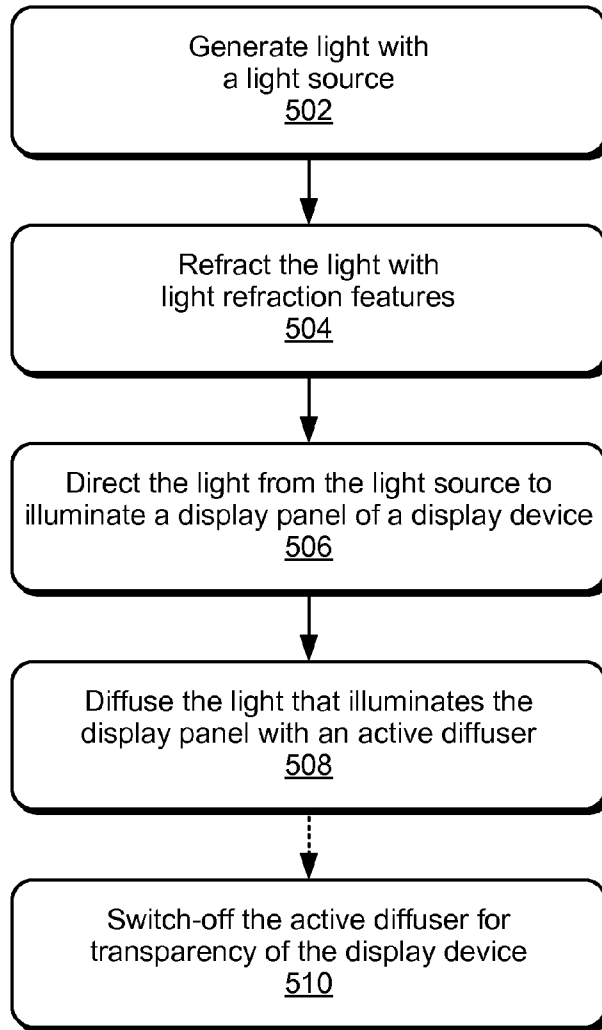 Generate light with
a light source
502
Refract the light with
light refraction features
504
Direct the light from the light source to
illuminate a display panel of a display device
506
Diffuse the light that illuminates the
display panel with an active diffuser
508
Switch-off the active diffuser for
transparency of the display device
510